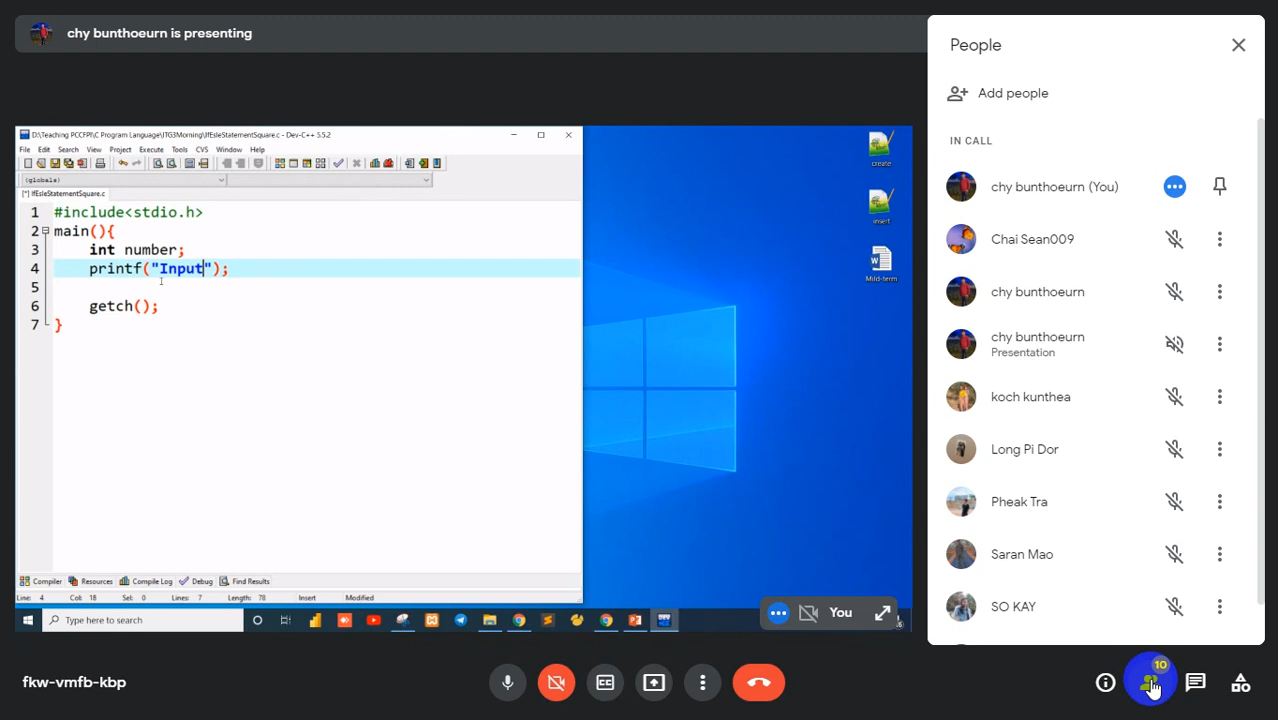 chy bunthoeurn is presenting
D:\Teaching PCCFPI\C Program Language\ITG3Morning\IfEsleStatementSquare.c - Dev-C++ 5.5.2
File Edit Search View Project Execute Tools CVS Window Help
(globals)
[*] IfEsleStatementSquare.c
1 #include<stdio.h>
2 main(){
3 int number;
4 printf("Input");
5
6 getch();
7 }
Compiler Resources Compile Log Debug Find Results
Line: 4 Col: 18 Sel: 0 Lines: 7 Length: 78 Insert Modified
Type here to search
create
insert
Mild-term
You
People
Add people
IN CALL
chy bunthoeurn (You)
Chai Sean009
chy bunthoeurn
chy bunthoeurn
Presentation
koch kunthea
Long Pi Dor
Pheak Tra
Saran Mao
SO KAY
fkw-vmfb-kbp
10